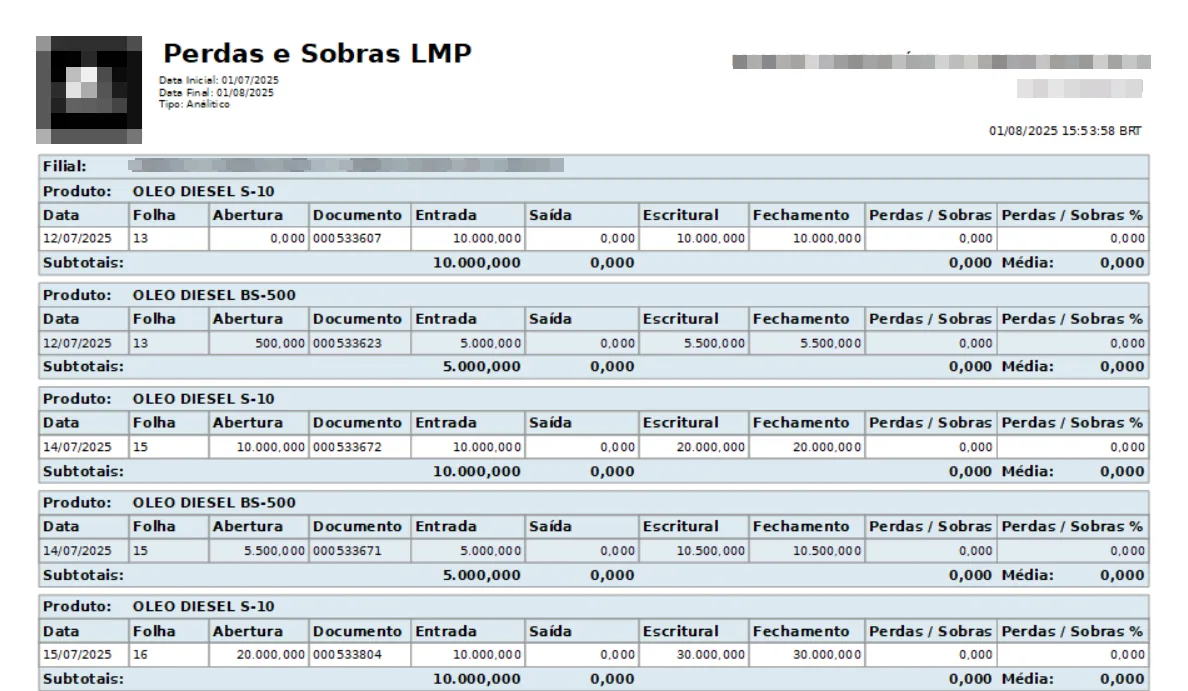 Perdas e Sobras LMP
Data Inicial: 01/07/2025
Data Final: 01/08/2025
Tipo: Análitico
01/08/2025 15:53:58 BRT
Filial:
Produto: OLEO DIESEL S-10
Data Folha Abertura Documento Entrada Saída Escritural Fechamento Perdas / Sobras Perdas / Sobras %
12/07/2025 13 0,000 000533607 10.000,000 0,000 10.000,000 10.000,000 0,000 0,000
Subtotais: 10.000,000 0,000 0,000 Média: 0,000
Produto: OLEO DIESEL BS-500
Data Folha Abertura Documento Entrada Saída Escritural Fechamento Perdas / Sobras Perdas / Sobras %
12/07/2025 13 500,000 000533623 5.000,000 0,000 5.500,000 5.500,000 0,000 0,000
Subtotais: 5.000,000 0,000 0,000 Média: 0,000
Produto: OLEO DIESEL S-10
Data Folha Abertura Documento Entrada Saída Escritural Fechamento Perdas / Sobras Perdas / Sobras %
14/07/2025 15 10.000,000 000533672 10.000,000 0,000 20.000,000 20.000,000 0,000 0,000
Subtotais: 10.000,000 0,000 0,000 Média: 0,000
Produto: OLEO DIESEL BS-500
Data Folha Abertura Documento Entrada Saída Escritural Fechamento Perdas / Sobras Perdas / Sobras %
14/07/2025 15 5.500,000 000533671 5.000,000 0,000 10.500,000 10.500,000 0,000 0,000
Subtotais: 5.000,000 0,000 0,000 Média: 0,000
Produto: OLEO DIESEL S-10
Data Folha Abertura Documento Entrada Saída Escritural Fechamento Perdas / Sobras Perdas / Sobras %
15/07/2025 16 20.000,000 000533804 10.000,000 0,000 30.000,000 30.000,000 0,000 0,000
Subtotais: 10.000,000 0,000 0,000 Média: 0,000